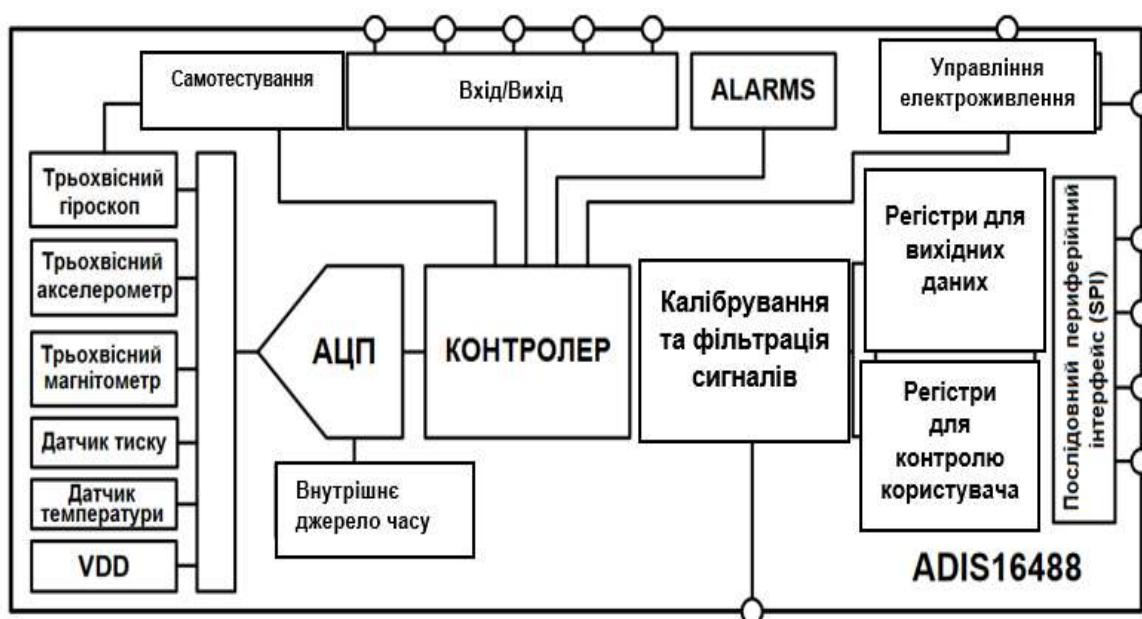 Самотестування
Вхід/Вихід
ALARMS
Управління
електроживлення
Трьохвісний
гіроскоп
Трьохвісний
акселерометр
Трьохвісний
магнітометр
Датчик тиску
Датчик
температури
VDD
АЦП
Внутрішнє
джерело часу
КОНТРОЛЕР
Калібрування
та фільтрація
сигналів
Регістри для
вихідних
даних
Регістри
для
контролю
користувача
Послідовний периферійний
інтерфейс (SPI)
ADIS16488